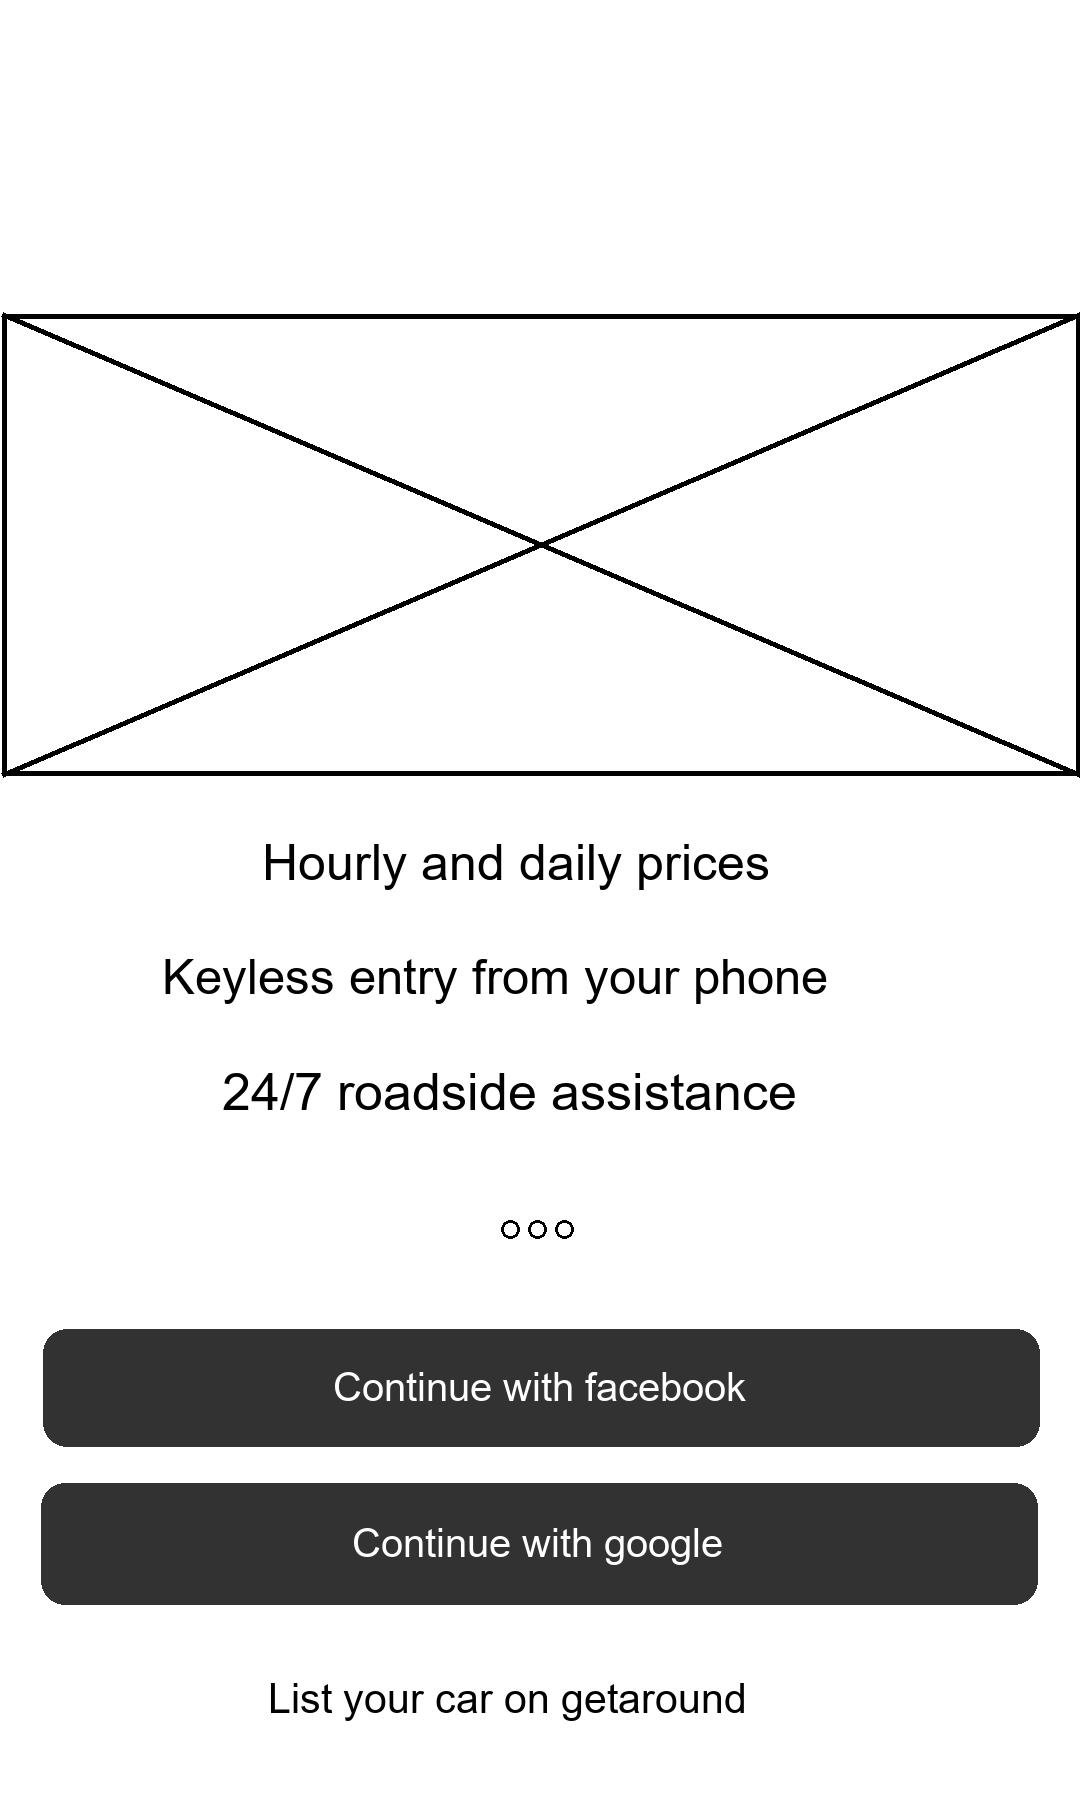 Hourly and daily prices
Keyless entry from your phone
24/7 roadside assistance
Continue with facebook
Continue with google
List your car on getaround